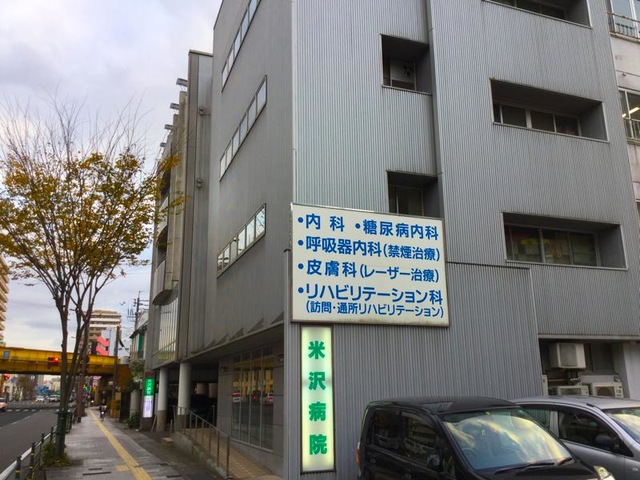 ・内科 ・糖尿病内科
・呼吸器内科(禁煙治療)
・皮膚科(レーザー治療)
・リハビリテーション科
(訪問・通所リハビリテーション)
米沢病院